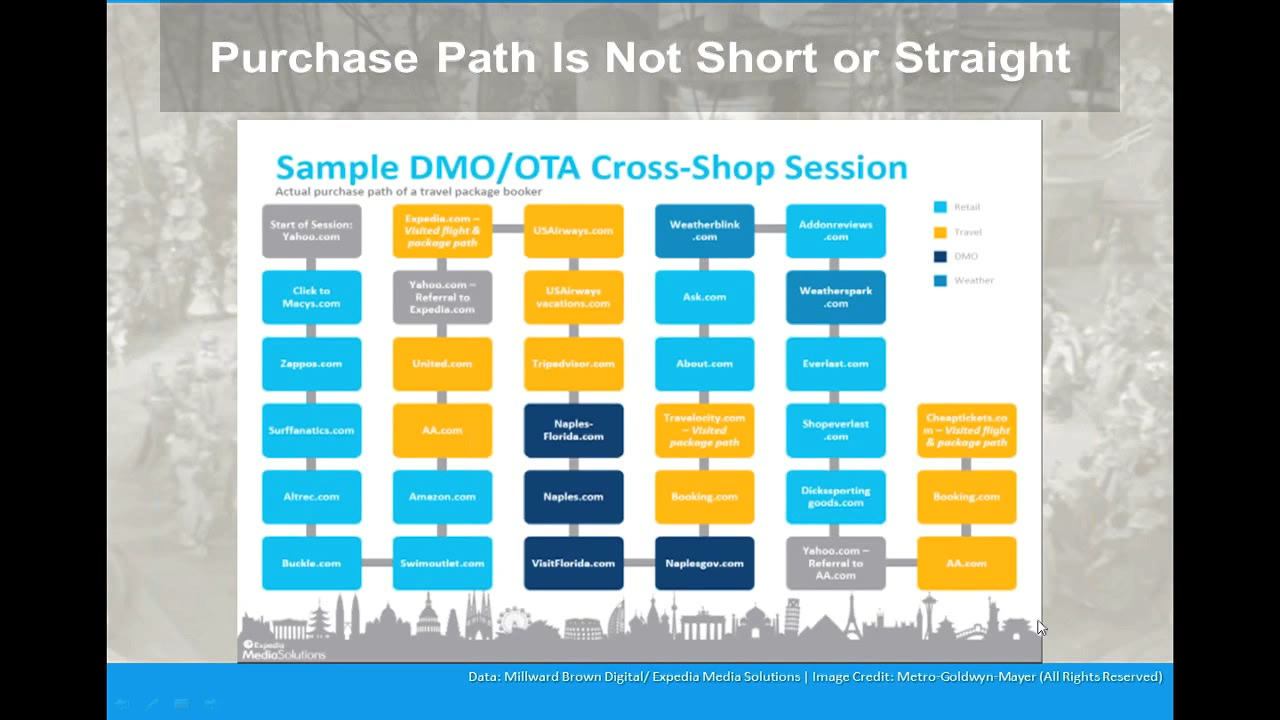 Purchase Path Is Not Short or Straight
Sample DMO/OTA Cross-Shop Session
Actual purchase path of a travel package booker
Start of Session:
Yahoo.com
Click to
Macys.com
Zappos.com
Surffanatics.com
Altrec.com
Buckle.com
Expedia.com –
Visited flight &
package path
Yahoo.com –
Referral to
Expedia.com
United.com
AA.com
Amazon.com
Swimoutlet.com
USAirways.com
USAirways
vacations.com
Tripadvisor.com
Naples-
Florida.com
Naples.com
VisitFlorida.com
Weatherblink
.com
Ask.com
About.com
Travelocity.com
– Visited
package path
Booking.com
Naplesgov.com
Addonreviews
.com
Weatherspark
.com
Everlast.com
Shopeverlast
.com
Dickssporting
goods.com
Yahoo.com –
Referral to
AA.com
Cheaptickets.co
m – Visited flight
& package path
Booking.com
AA.com
Retail
Travel
DMO
Weather
Expedia
MediaSolutions
Data: Millward Brown Digital/ Expedia Media Solutions | Image Credit: Metro-Goldwyn-Mayer (All Rights Reserved)